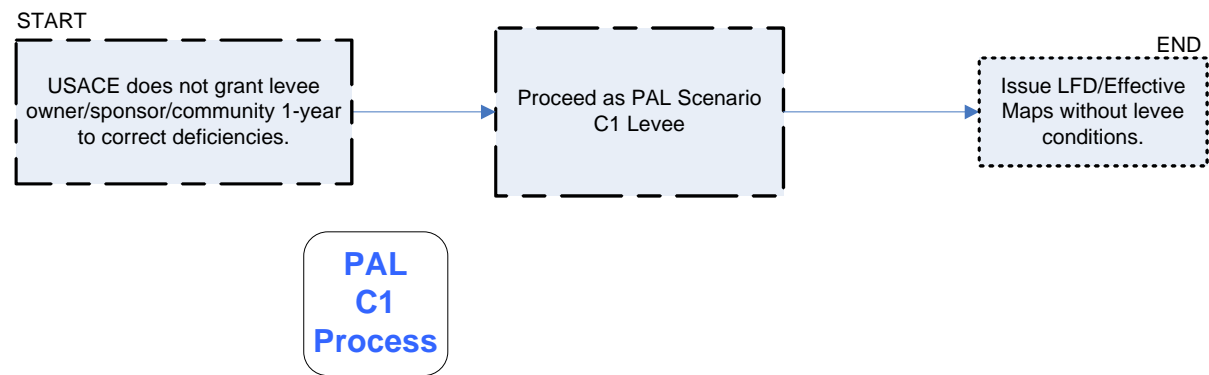 START
USACE does not grant levee
owner/sponsor/community 1-year
to correct deficiencies.
Proceed as PAL Scenario
C1 Levee
END
Issue LFD/Effective
Maps without levee
conditions.
PAL
C1
Process